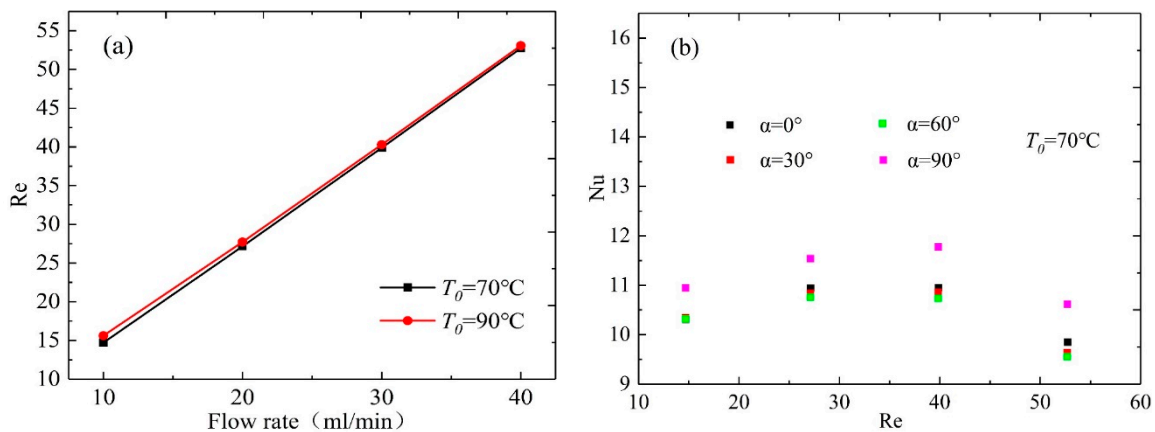 (a)
55
50
45
40
35
30
25
20
15
10
Re
T0=70℃
T0=90℃
10
20
30
40
Flow rate（ml/min）
(b)
16
15
14
13
12
11
10
9
Nu
α=0°
α=60°
α=30°
α=90°
T0=70℃
10
20
30
40
50
60
Re